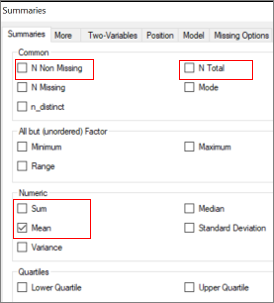 Summaries
Summaries More Two-Variables Position Model Missing Options
Common
N Non Missing N Total
N Missing Mode
n_distinct
All but (unordered) Factor
Minimum Maximum
Range
Numeric
Sum Median
Mean Standard Deviation
Variance
Quartiles
Lower Quartile Upper Quartile